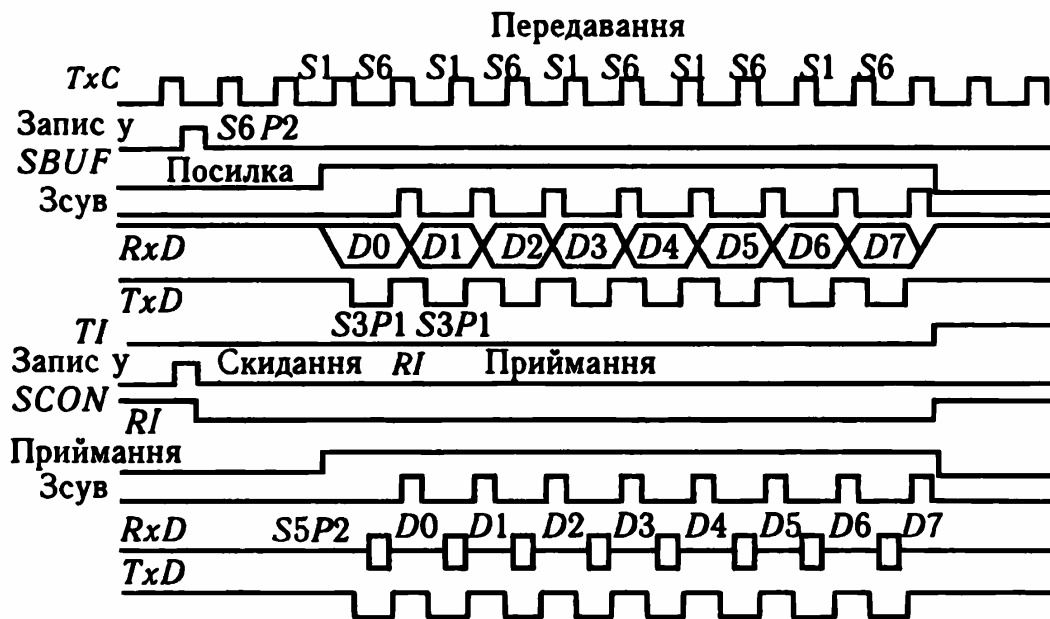 Передавання
S1 S6 S1 S6 S1 S6 S1 S6 S1 S6
TxC
Запис у
SBUF
S6P2
Посилка
Зсув
RxD
D0 D1 D2 D3 D4 D5 D6 D7
TxD
S3P1 S3P1
TI
Запис у
SCON
Скидання RI Приймання
RI
Приймання
Зсув
RxD
S5P2 D0 D1 D2 D3 D4 D5 D6 D7
TxD